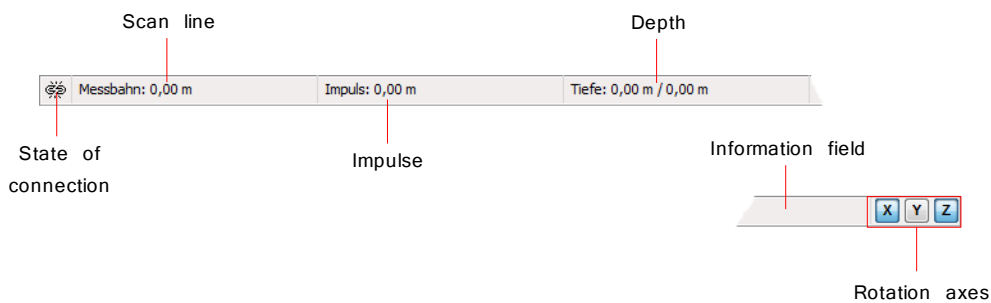 Scan line
Depth
Messbahn: 0,00 m
Impuls: 0,00 m
Tiefe: 0,00 m / 0,00 m
State of
connection
Impulse
Information field
X Y Z
Rotation axes